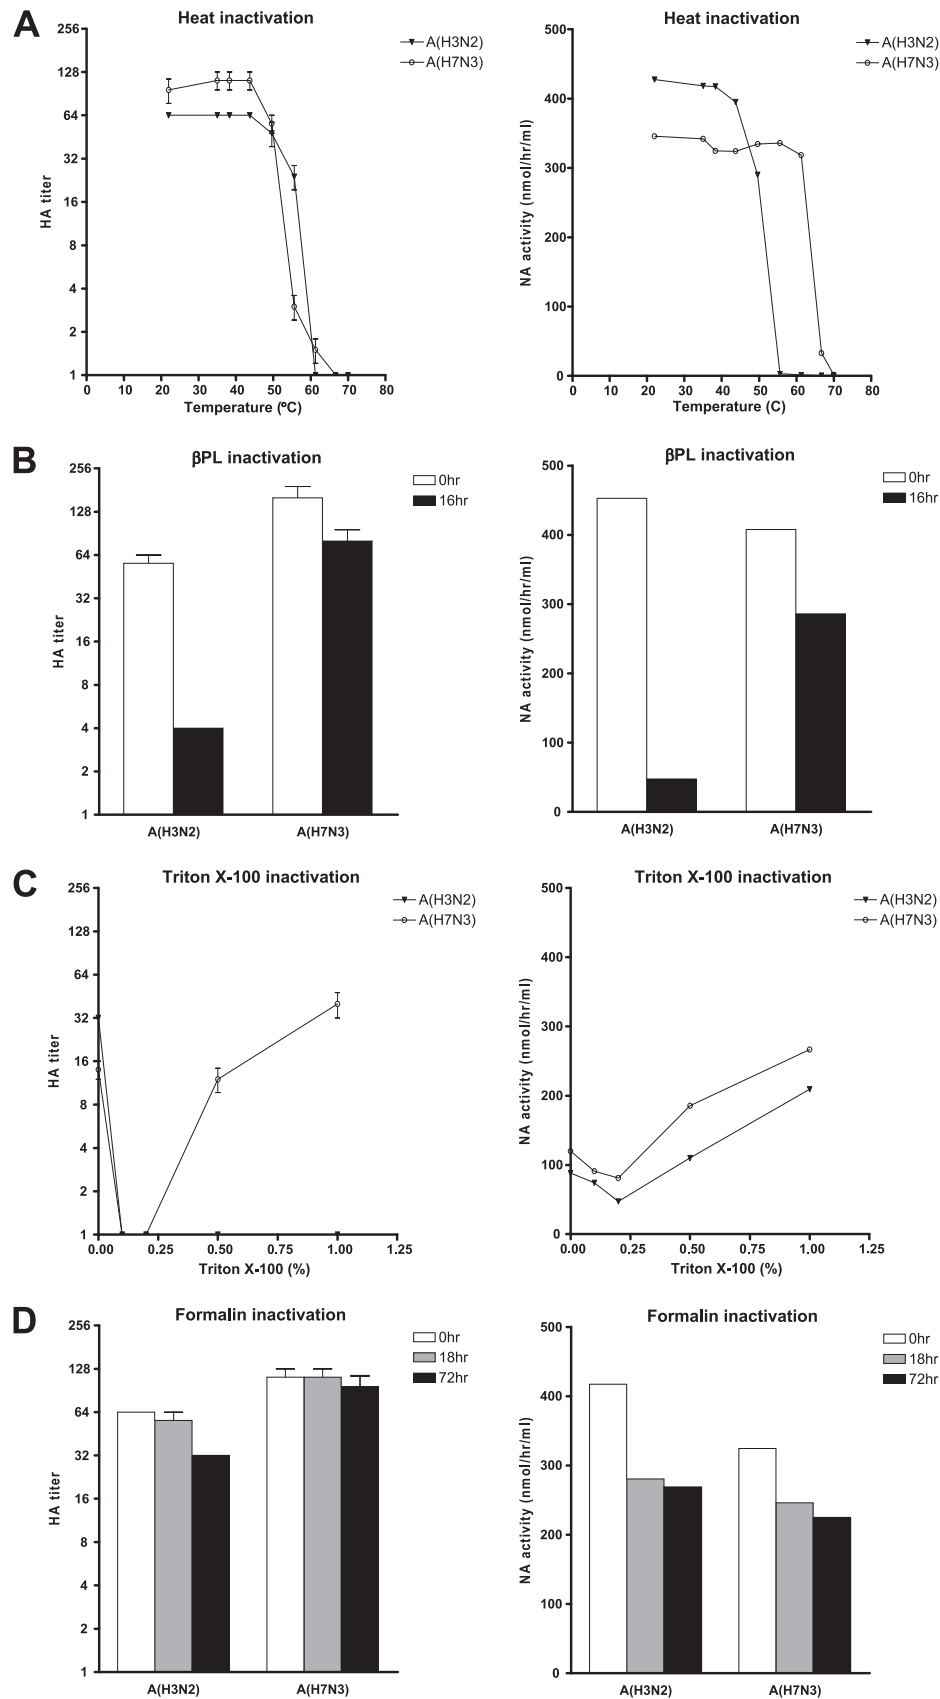 A
Heat inactivation
A(H3N2)
A(H7N3)
HA titer
256
128
64
32
16
8
4
2
1
0 10 20 30 40 50 60 70 80
Temperature (ºC)
Heat inactivation
A(H3N2)
A(H7N3)
NA activity (nmol/hr/ml)
500
400
300
200
100
0
0 10 20 30 40 50 60 70 80
Temperature (C)
B
βPL inactivation
0hr
16hr
HA titer
256
128
64
32
16
8
4
2
1
A(H3N2) A(H7N3)
βPL inactivation
0hr
16hr
NA activity (nmol/hr/ml)
500
400
300
200
100
0
A(H3N2) A(H7N3)
C
Triton X-100 inactivation
A(H3N2)
A(H7N3)
HA titer
256
128
64
32
16
8
4
2
1
0.00 0.25 0.50 0.75 1.00 1.25
Triton X-100 (%)
Triton X-100 inactivation
A(H3N2)
A(H7N3)
NA activity (nmol/hr/ml)
500
400
300
200
100
0
0.00 0.25 0.50 0.75 1.00 1.25
Triton X-100 (%)
D
Formalin inactivation
0hr
18hr
72hr
HA titer
256
128
64
32
16
8
4
2
1
A(H3N2) A(H7N3)
Formalin inactivation
0hr
18hr
72hr
NA activity (nmol/hr/ml)
500
400
300
200
100
0
A(H3N2) A(H7N3)